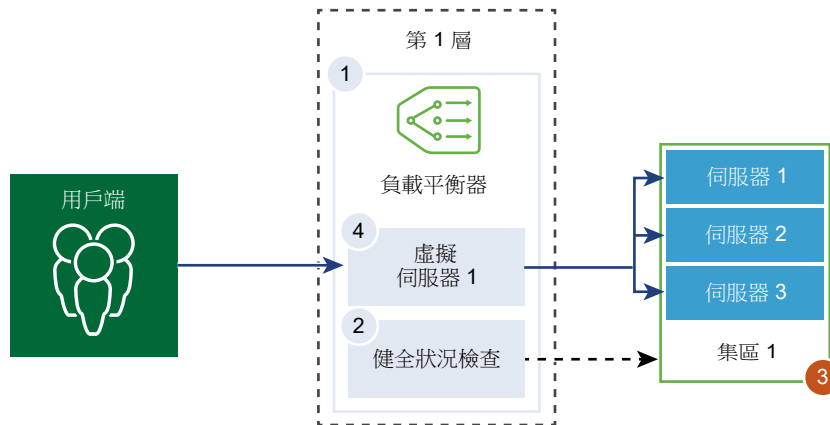 第 1 層
1
負載平衡器
用戶端
4
虛擬
伺服器 1
2
健全狀況檢查
伺服器 1
伺服器 2
伺服器 3
集區 1
3